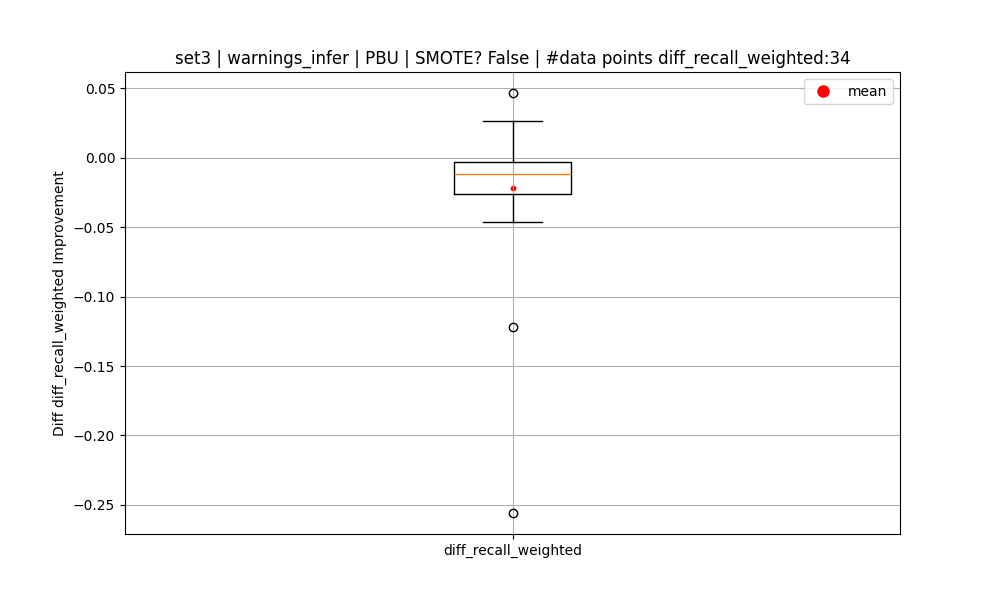 set3 | warnings_infer | PBU | SMOTE? False | #data points diff_recall_weighted:34
mean
Diff diff_recall_weighted Improvement
0.05
0.00
−0.05
−0.10
−0.15
−0.20
−0.25
diff_recall_weighted